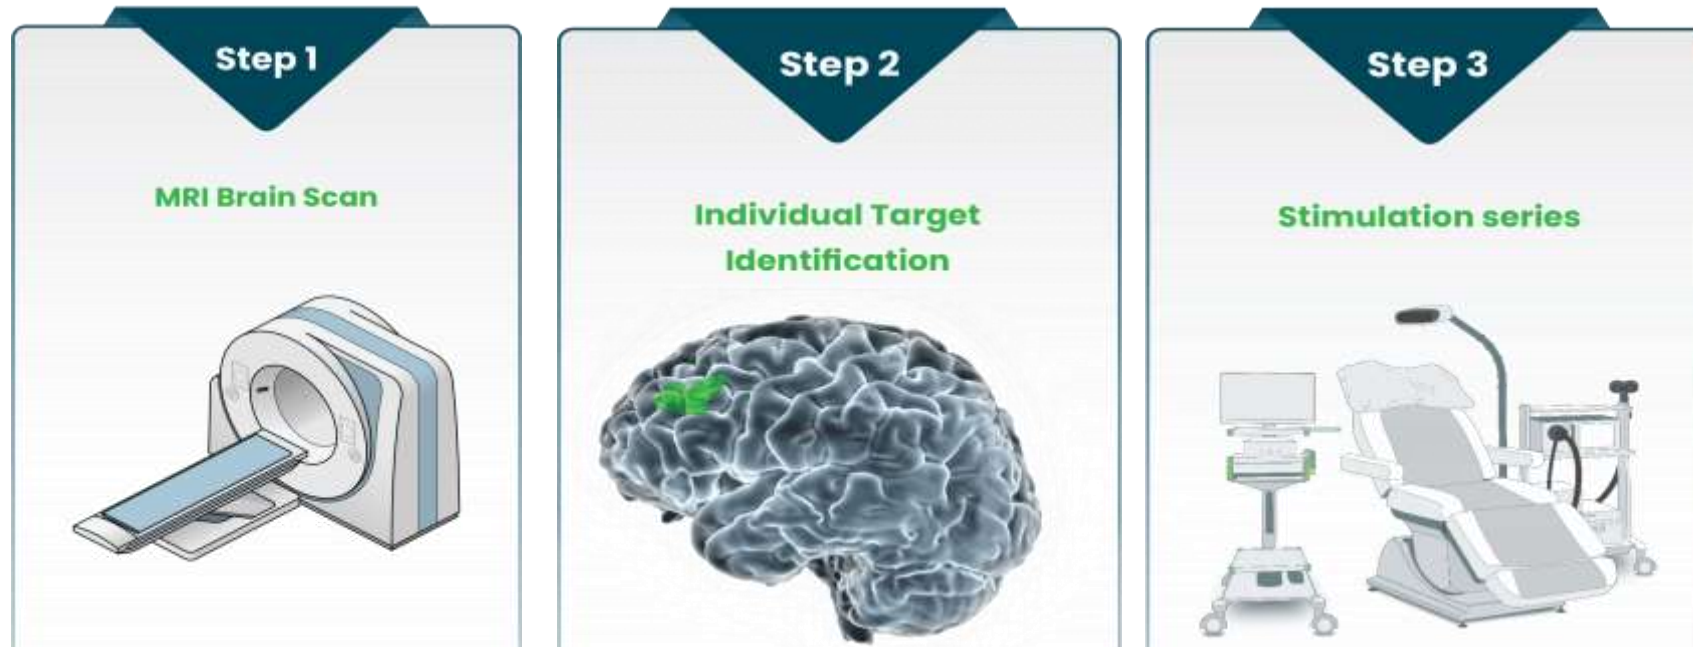 Step 1
MRI Brain Scan
Step 2
Individual Target
Identification
Step 3
Stimulation series